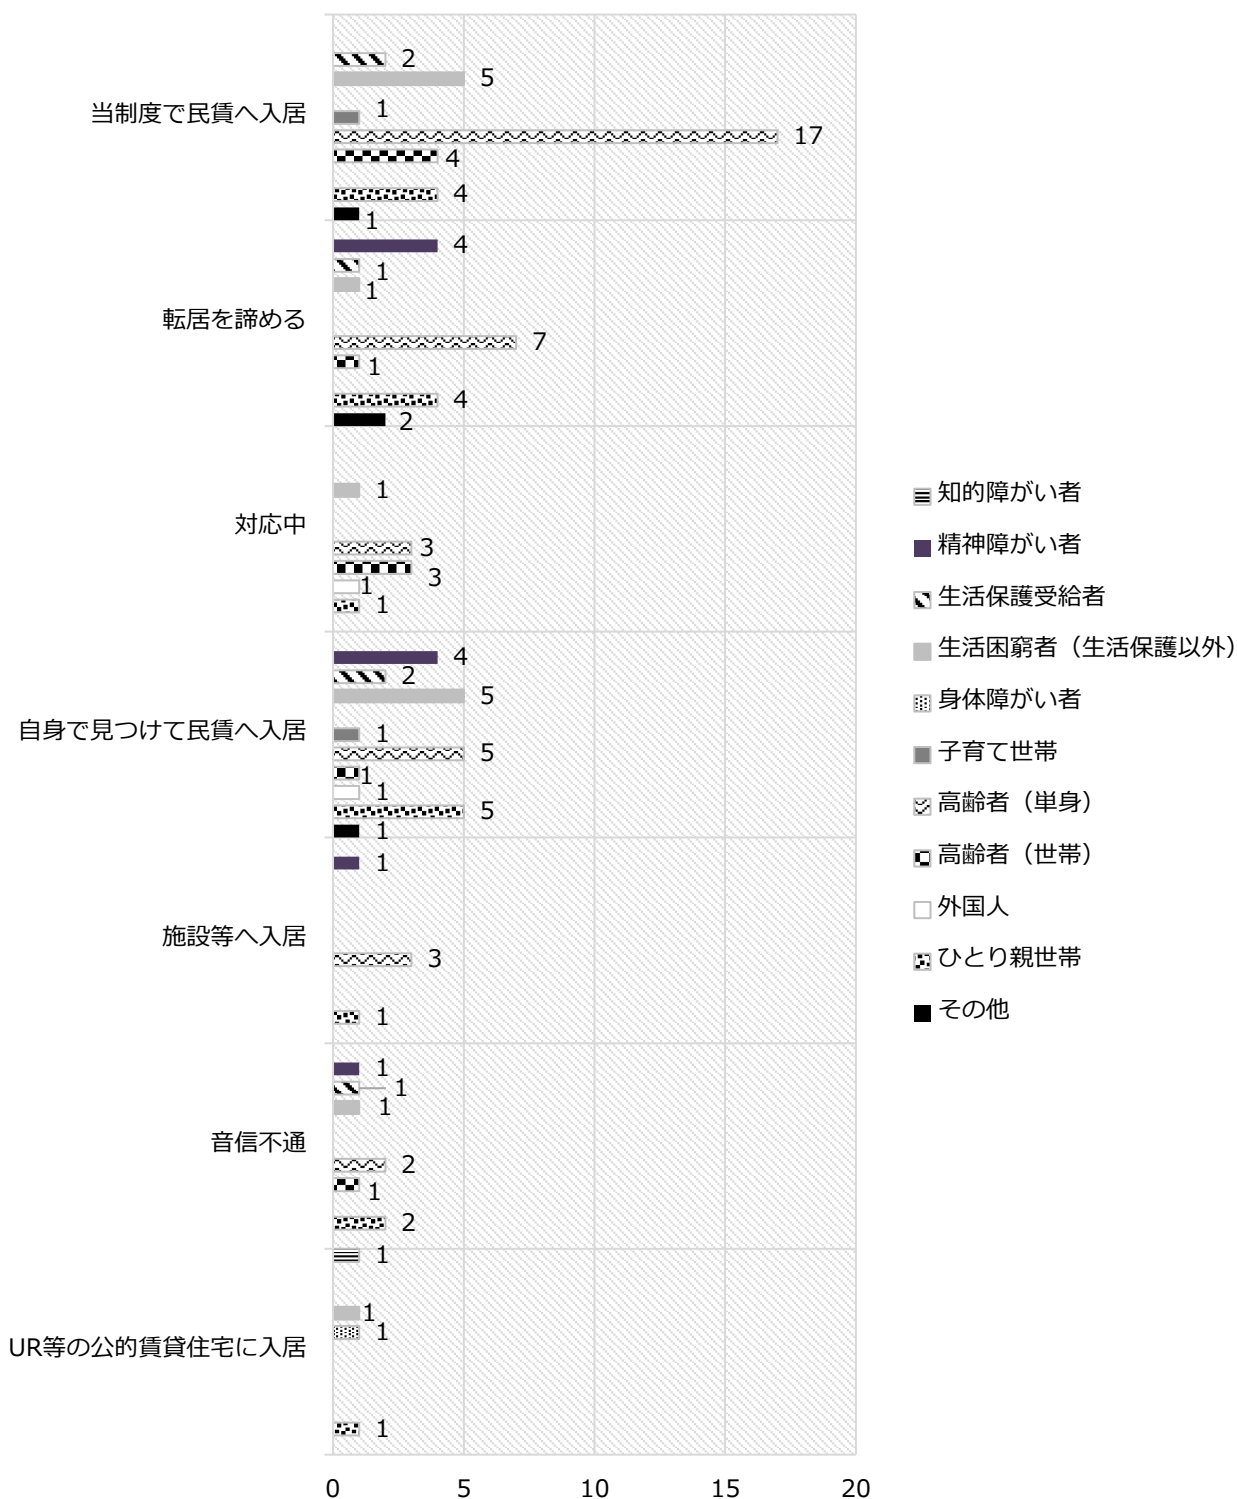 当制度で民賃へ入居
2
5
1
17
4
4
1
転居を諦める
4
1
1
7
1
4
2
対応中
1
3
3
1
1
自身で見つけて民賃へ入居
4
2
5
1
5
1
1
5
1
施設等へ入居
1
3
1
音信不通
1
1
1
2
1
2
UR等の公的賃貸住宅に入居
1
1
1
1
0 5 10 15 20
知的障がい者
精神障がい者
生活保護受給者
生活困窮者（生活保護以外）
身体障がい者
子育て世帯
高齢者（単身）
高齢者（世帯）
外国人
ひとり親世帯
その他